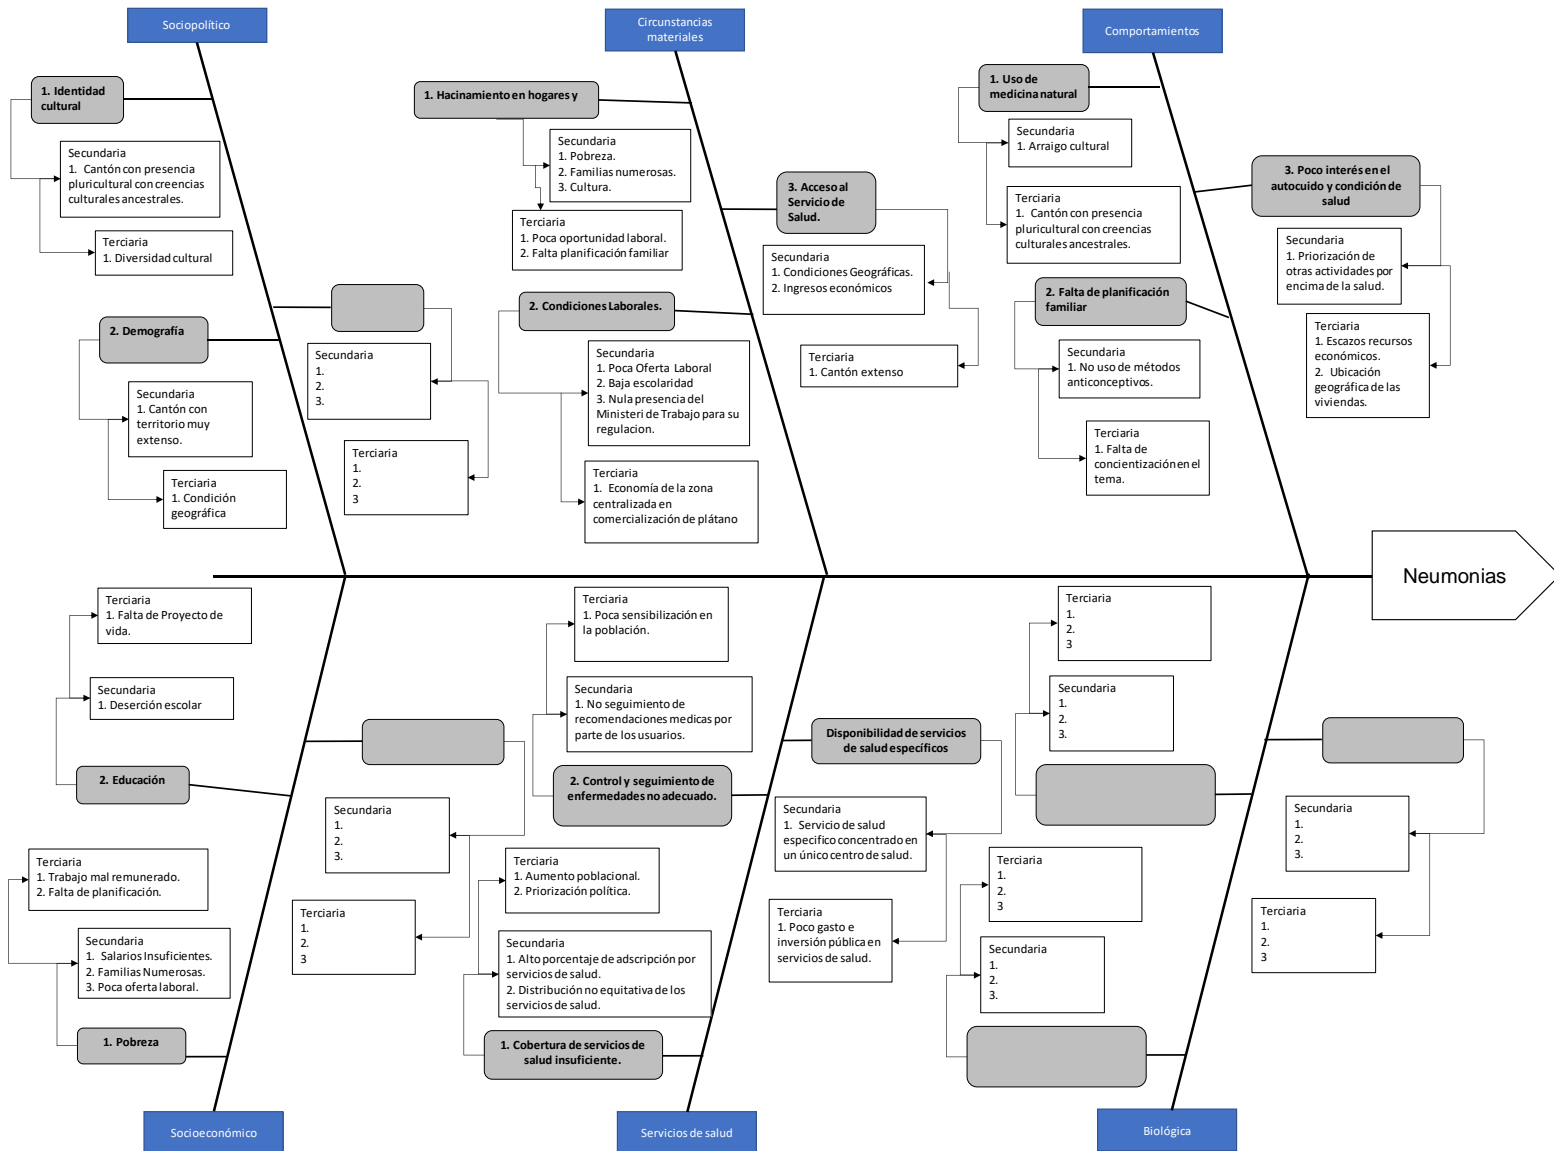 Sociopolítico
1. Identidad
cultural
Secundaria
1. Cantón con presencia
pluricultural con creencias
culturales ancestrales.
Terciaria
1. Diversidad cultural
2. Demografía
Secundaria
1. Cantón con
territorio muy
extenso.
Terciaria
1. Condición
geográfica
Secundaria
1.
2.
3.
Terciaria
1.
2.
3
Circunstancias
materiales
1. Hacinamiento en hogares y
Secundaria
1. Pobreza.
2. Familias numerosas.
3. Cultura.
Terciaria
1. Poca oportunidad laboral.
2. Falta planificación familiar
2. Condiciones Laborales.
Secundaria
1. Poca Oferta Laboral
2. Baja escolaridad
3. Nula presencia del
Ministeri de Trabajo para su
regulacion.
Terciaria
1. Economía de la zona
centralizada en
comercialización de plátano
3. Acceso al
Servicio de
Salud.
Secundaria
1. Condiciones Geográficas.
2. Ingresos económicos
Terciaria
1. Cantón extenso
Comportamientos
1. Uso de
medicina natural
Secundaria
1. Arraigo cultural
Terciaria
1. Cantón con presencia
pluricultural con creencias
culturales ancestrales.
2. Falta de planificación
familiar
Secundaria
1. No uso de métodos
anticonceptivos.
Terciaria
1. Falta de
concientización en el
tema.
3. Poco interés en el
autocuido y condición de
salud
Secundaria
1. Priorización de
otras actividades por
encima de la salud.
Terciaria
1. Escazos recursos
económicos.
2. Ubicación
geográfica de las
viviendas.
Neumonias
Terciaria
1. Falta de Proyecto de
vida.
Secundaria
1. Deserción escolar
2. Educación
Terciaria
1. Trabajo mal remunerado.
2. Falta de planificación.
Secundaria
1. Salarios Insuficientes.
2. Familias Numerosas.
3. Poca oferta laboral.
1. Pobreza
Secundaria
1.
2.
3.
Terciaria
1.
2.
3
Socioeconómico
Terciaria
1. Poca sensibilización en
la población.
Secundaria
1. No seguimiento de
recomendaciones medicas por
parte de los usuarios.
2. Control y seguimiento de
enfermedades no adecuado.
Terciaria
1. Aumento poblacional.
2. Priorización política.
Secundaria
1. Alto porcentaje de adscripción por
servicios de salud.
2. Distribución no equitativa de los
servicios de salud.
1. Cobertura de servicios de
salud insuficiente.
Disponibilidad de servicios
de salud específicos
Secundaria
1. Servicio de salud
especifico concentrado en
un único centro de salud.
Terciaria
1. Poco gasto e
inversión pública en
servicios de salud.
Servicios de salud
Terciaria
1.
2.
3
Secundaria
1.
2.
3.
Terciaria
1.
2.
3
Secundaria
1.
2.
3.
Secundaria
1.
2.
3.
Terciaria
1.
2.
3
Biológica